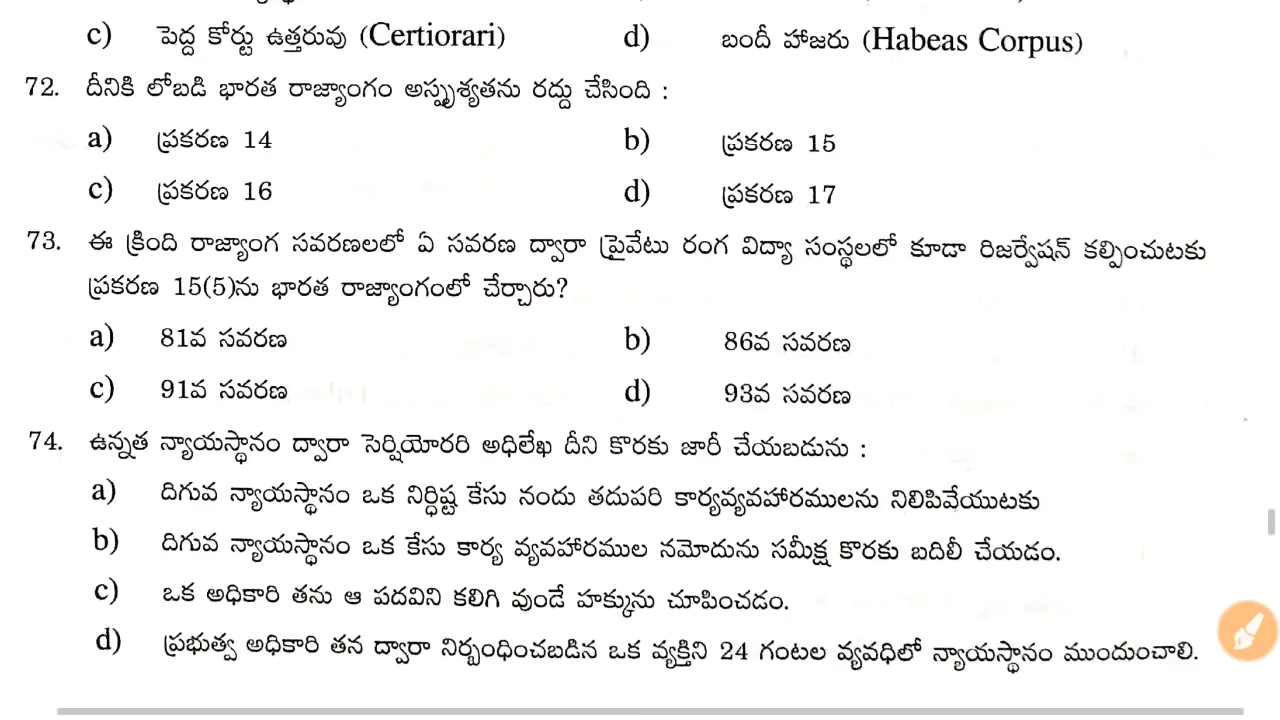 c) పెద్ద కోర్టు ఉత్తరువు (Certiorari) d) బందీ హాజరు (Habeas Corpus)
72. దీనికి లోబడి భారత రాజ్యాంగం అస్పృశ్యతను రద్దు చేసింది :
a) ప్రకరణ 14 b) ప్రకరణ 15
c) ప్రకరణ 16 d) ప్రకరణ 17
73. ఈ క్రింది రాజ్యాంగ సవరణలలో ఏ సవరణ ద్వారా ప్రైవేటు రంగ విద్యా సంస్థలలో కూడా రిజర్వేషన్ కల్పించుటకు
ప్రకరణ 15(5)ను భారత రాజ్యాంగంలో చేర్చారు?
a) 81వ సవరణ b) 86వ సవరణ
c) 91వ సవరణ d) 93వ సవరణ
74. ఉన్నత న్యాయస్థానం ద్వారా సెర్షియోరరి అధిలేఖ దీని కొరకు జారీ చేయబడును :
a) దిగువ న్యాయస్థానం ఒక నిర్ధిష్ట కేసు నందు తదుపరి కార్యవ్యవహారములను నిలిపివేయుటకు
b) దిగువ న్యాయస్థానం ఒక కేసు కార్య వ్యవహారముల నమోదును సమీక్ష కొరకు బదిలీ చేయడం.
c) ఒక అధికారి తను ఆ పదవిని కలిగి వుండే హక్కును చూపించడం.
d) ప్రభుత్వ అధికారి తన ద్వారా నిర్బంధించబడిన ఒక వ్యక్తిని 24 గంటల వ్యవధిలో న్యాయస్థానం ముందుంచాలి.